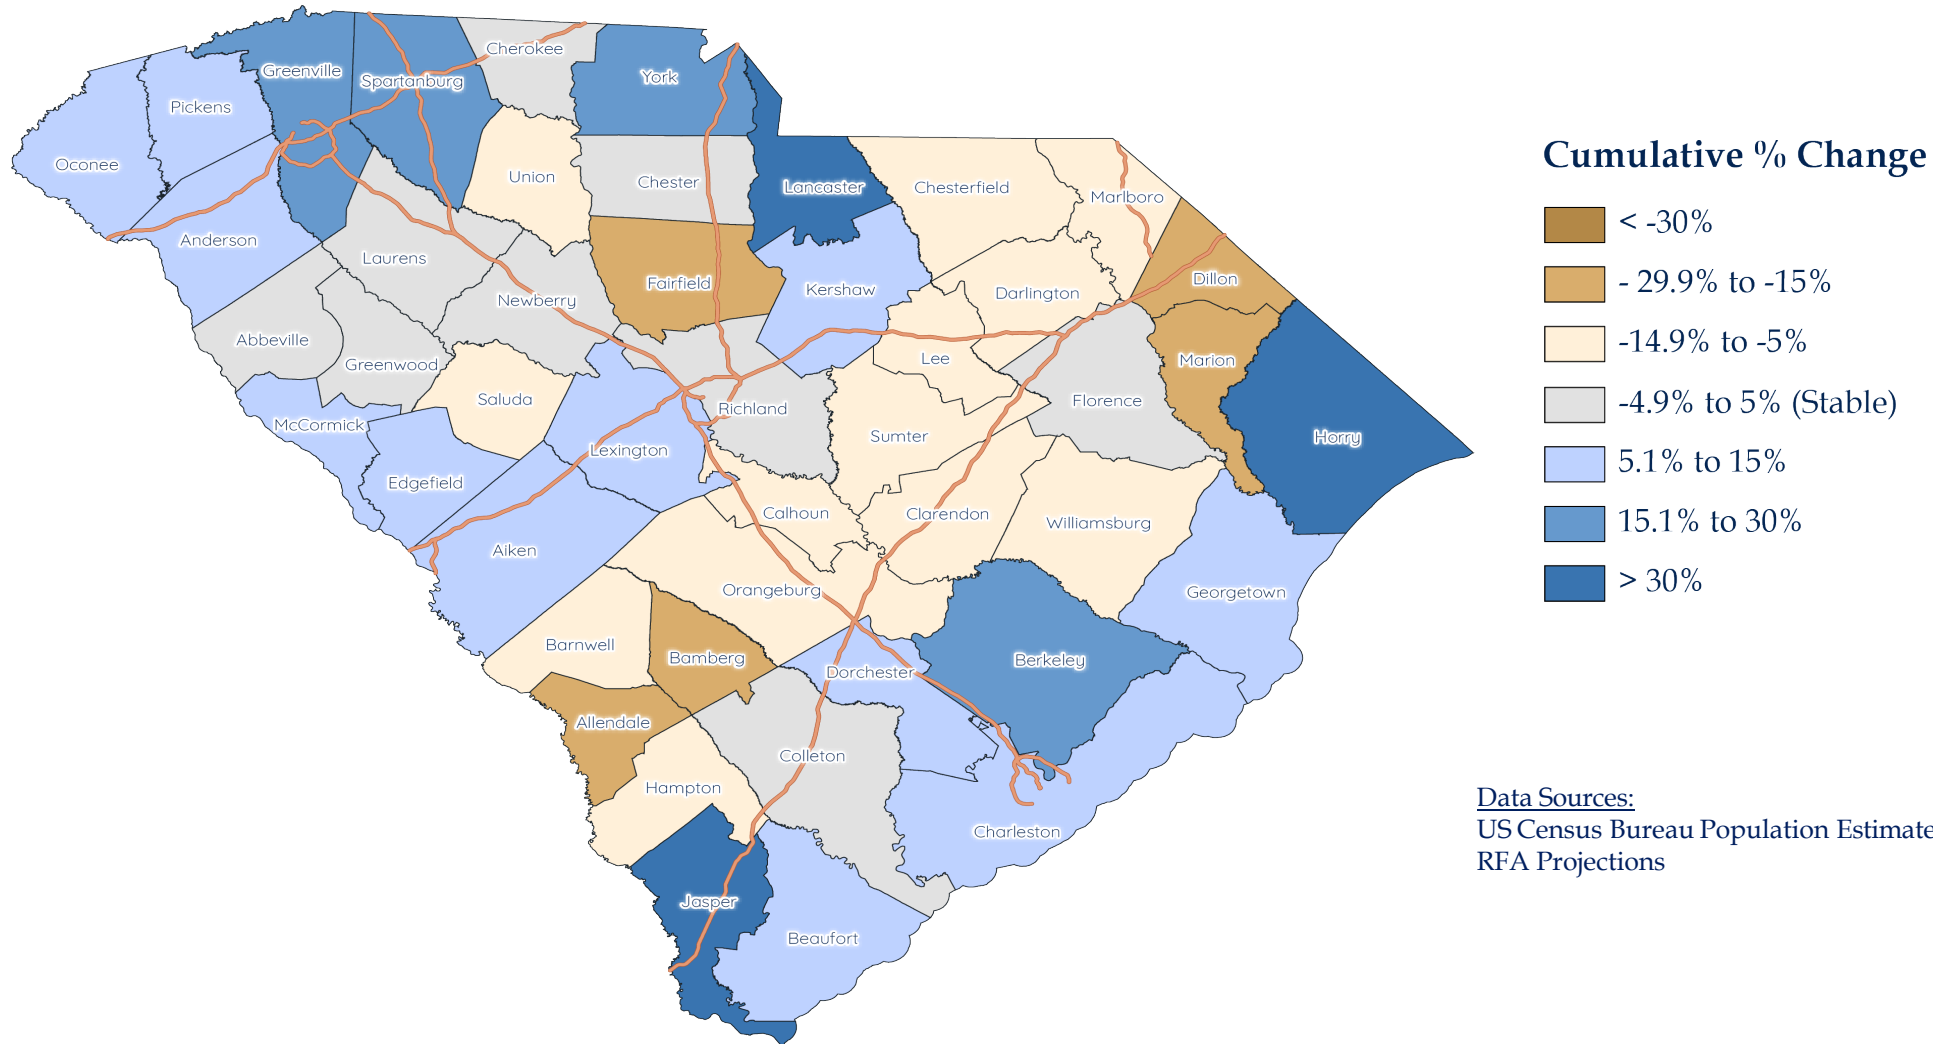 Cherokee
Greenville
York
Spartanburg
Pickens
Cumulative % Change
Oconee
Union
Chester
Lancaster
Chesterfield
Marlboro
< -30%
Anderson
Laurens
Fairfield
Kershaw
Darlington
Dillon
- 29.9% to -15%
Newberry
Abbeville
Greenwood
Lee
Marion
-14.9% to -5%
Saluda
Richland
Florence
-4.9% to 5% (Stable)
McCormick
Lexington
Sumter
Horry
5.1% to 15%
Edgefield
Calhoun
Clarendon
Williamsburg
15.1% to 30%
Aiken
Orangeburg
Georgetown
> 30%
Barnwell
Bamberg
Dorchester
Berkeley
Allendale
Colleton
Hampton
Charleston
Data Sources:
US Census Bureau Population Estimate
RFA Projections
Jasper
Beaufort